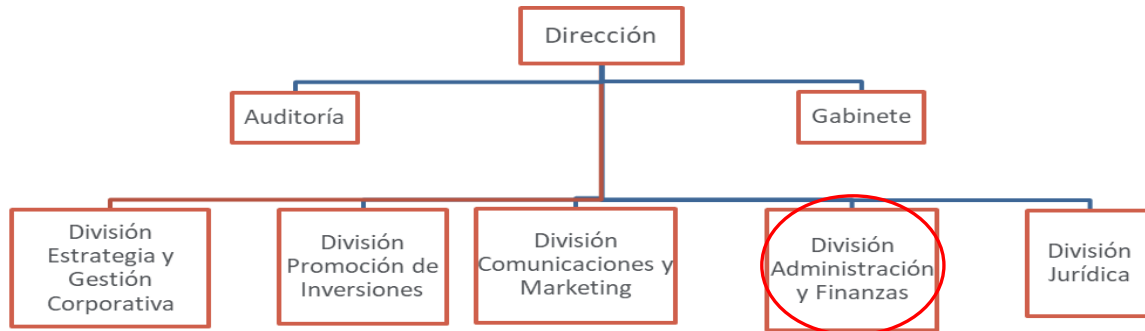 Dirección
Auditoría
Gabinete
División
Estrategia y
Gestión
Corporativa
División
Promoción de
Inversiones
División
Comunicaciones y
Marketing
División
Administración
y Finanzas
División
Jurídica